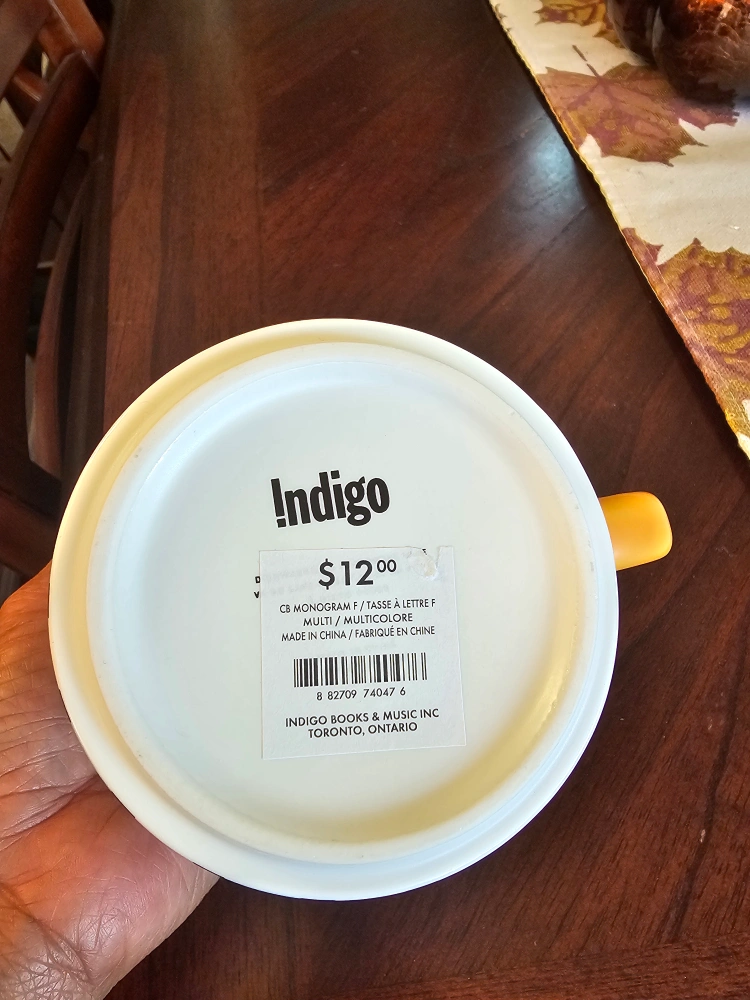 Indigo
$12 00
CB MONOGRAM F / TASSE À LETTRE F
MULTI / MULTICOLORE
MADE IN CHINA / FABRIQUÉ EN CHINE
8 82709 74047 6
INDIGO BOOKS & MUSIC INC
TORONTO, ONTARIO